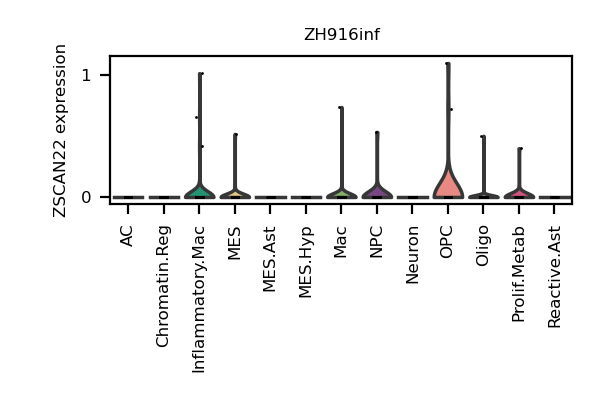 ZH916inf
ZSCAN22 expression
1
0
AC
Chromatin.Reg
Inflammatory.Mac
MES
MES.Ast
MES.Hyp
Mac
NPC
Neuron
OPC
Oligo
Prolif.Metab
Reactive.Ast